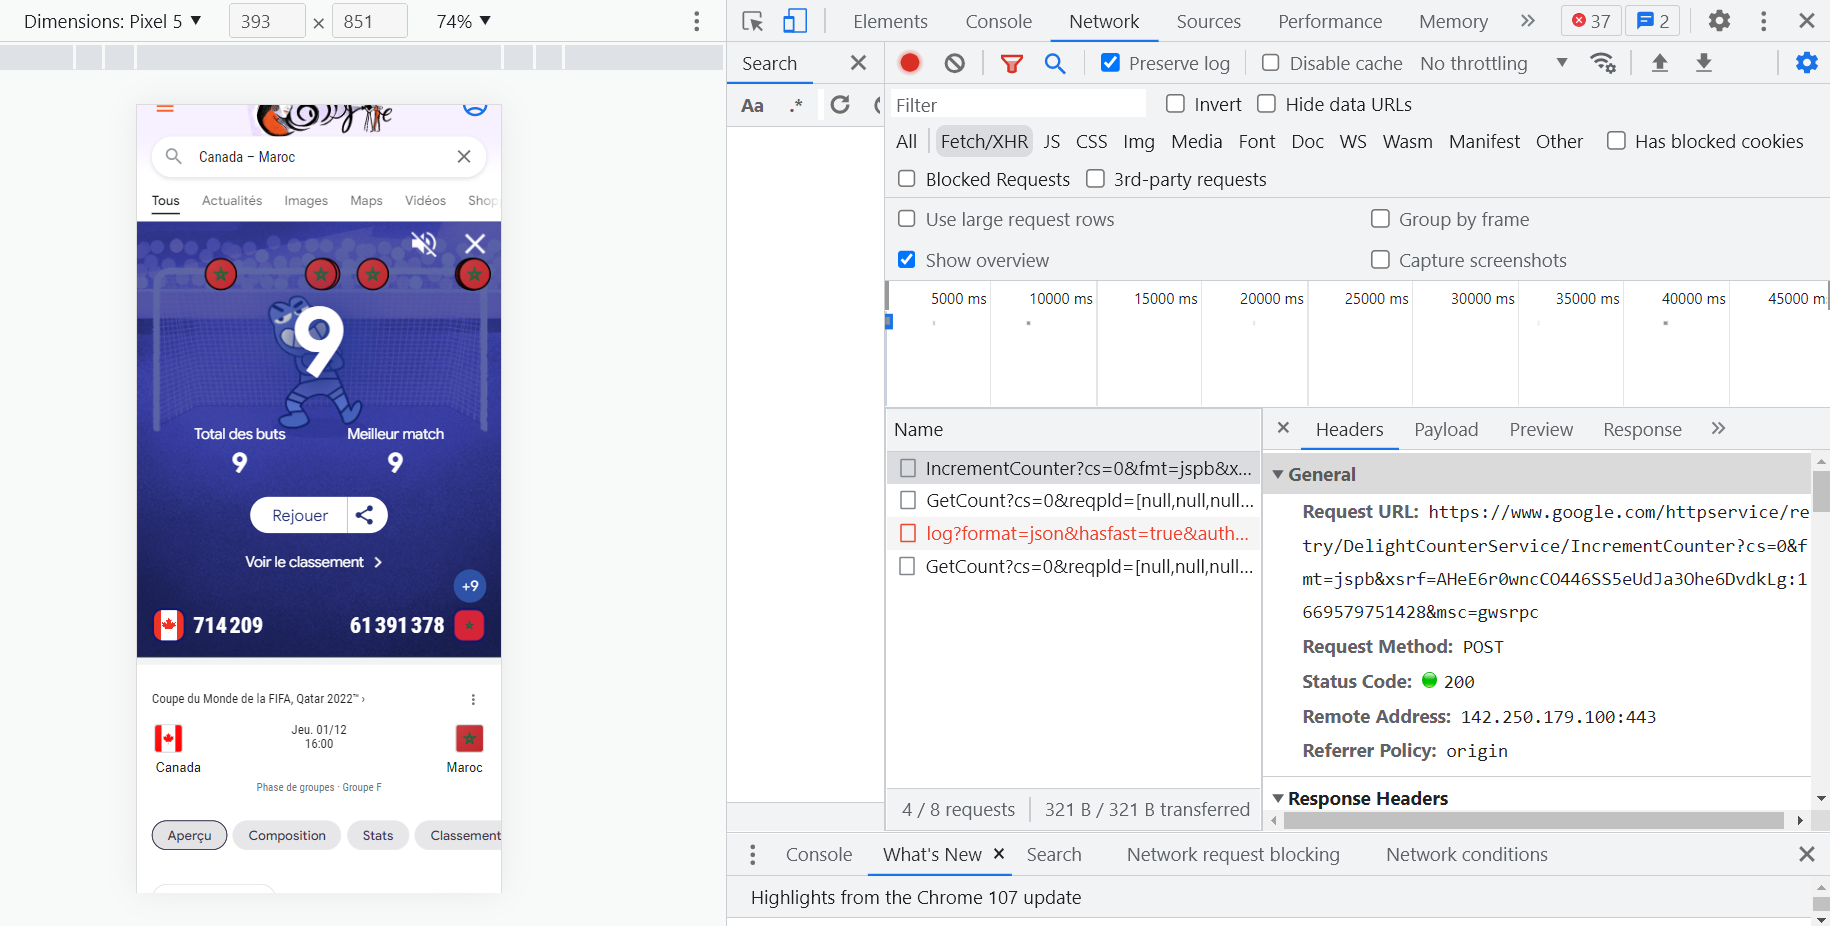 Dimensions: Pixel 5 ▼ 393 × 851 74% ▼
Canada – Maroc
Tous Actualités Images Maps Vidéos Shop
9
Total des buts Meilleur match
9 9
Rejouer
Voir le classement
+9
714 209 61 391 378
Coupe du Monde de la FIFA, Qatar 2022™ ›
Jeu. 01/12
16:00
Canada Maroc
Phase de groupes · Groupe F
Aperçu Composition Stats Classement
Elements Console Network Sources Performance Memory » 37 2
Search
Aa .*
Preserve log Disable cache No throttling
Filter Invert Hide data URLs
All Fetch/XHR JS CSS Img Media Font Doc WS Wasm Manifest Other Has blocked cookies
Blocked Requests 3rd-party requests
Use large request rows Group by frame
Show overview Capture screenshots
5000 ms 10000 ms 15000 ms 20000 ms 25000 ms 30000 ms 35000 ms 40000 ms 45000 m
Name
IncrementCounter?cs=0&fmt=jspb&x...
GetCount?cs=0&reqpld=[null,null,null...
log?format=json&hasfast=true&auth...
GetCount?cs=0&reqpld=[null,null,null...
4 / 8 requests 321 B / 321 B transferred
Headers Payload Preview Response »
General
Request URL: https://www.google.com/httpservice/re
try/DelightCounterService/IncrementCounter?cs=0&f
mt=jspb&xsrf=AHeE6r0wncCO446SS5eUdJa3Ohe6DvdkLg:1
669579751428&msc=gwsrpc
Request Method: POST
Status Code: 200
Remote Address: 142.250.179.100:443
Referrer Policy: origin
Response Headers
Console What's New Search Network request blocking Network conditions
Highlights from the Chrome 107 update